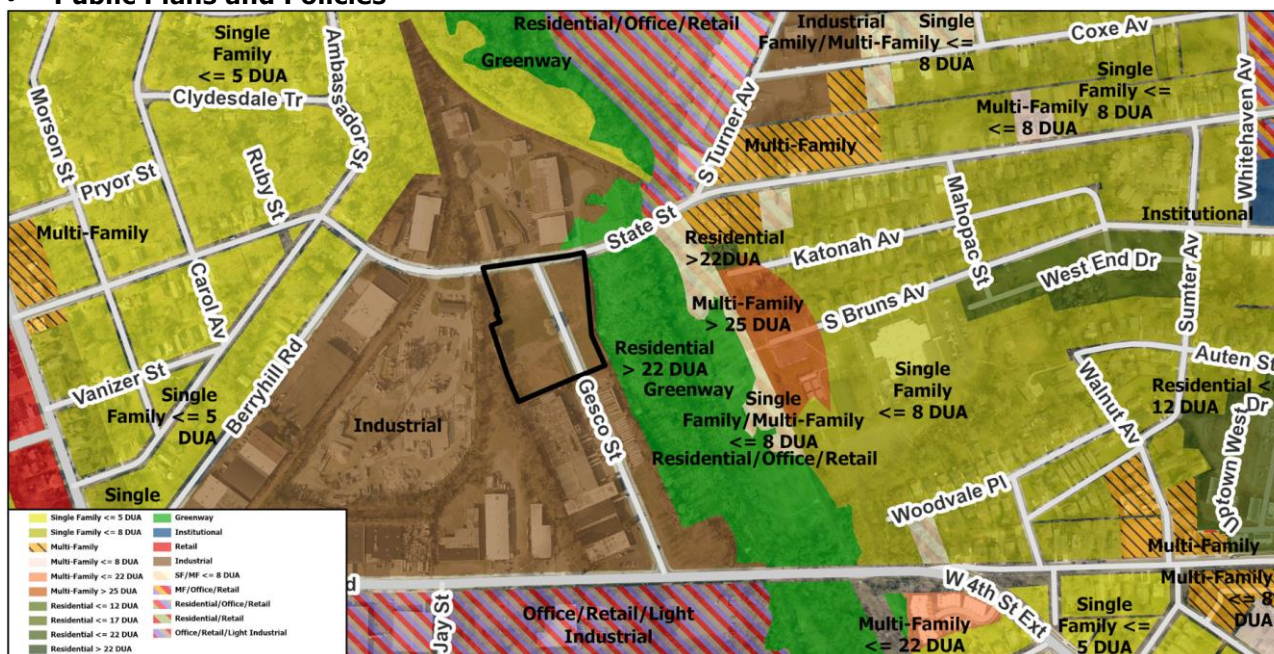 • Public Plans and Policies
Residential/Office/Retail
Industrial
Single
Family/Multi-Family <=
8 DUA
Coxe Av
Single
Family
<= 5 DUA
Ambassador St
Greenway
Clydesdale Tr
Morson St
S Turner Av
Single
Family <=
8 DUA
Multi-Family
<= 8 DUA
Whitehaven Av
Multi-Family
Pryor St
Ruby St
State St
Mahopac St
Institutional
Multi-Family
Residential
>22DUA
Katonah Av
West End Dr
Carol Av
Sumter Av
Multi-Family
> 25 DUA
S Bruns Av
Berryhill Rd
Residential
> 22 DUA
Greenway
Gesco St
Single
Family
<= 8 DUA
Auten St
Vanizer St
Single
Family <= 5
DUA
Walnut Av
Residential <=
12 DUA
Uptown West Dr
Industrial
Single
Family/Multi-Family
<= 8 DUA
Residential/Office/Retail
Single
Woodvale Pl
Multi-Family
Single Family <= 5 DUA
Single Family <= 8 DUA
Multi-Family
Multi-Family <= 8 DUA
Multi-Family <= 22 DUA
Multi-Family > 25 DUA
Residential <= 12 DUA
Residential <= 17 DUA
Residential <= 22 DUA
Residential > 22 DUA
Greenway
Institutional
Retail
Industrial
SF/MF <= 8 DUA
MF/Office/Retail
Residential/Office/Retail
Residential/Retail
Office/Retail/Light Industrial
Jay St
Office/Retail/Light
Industrial
W 4th St Ext
Multi-Family
<= 22 DUA
Single
Family <=
5 DUA
Multi-Family
<= 8
DUA